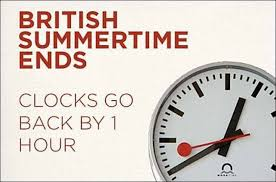 BRITISH
SUMMERTIME
ENDS
CLOCKS GO
BACK BY 1
HOUR